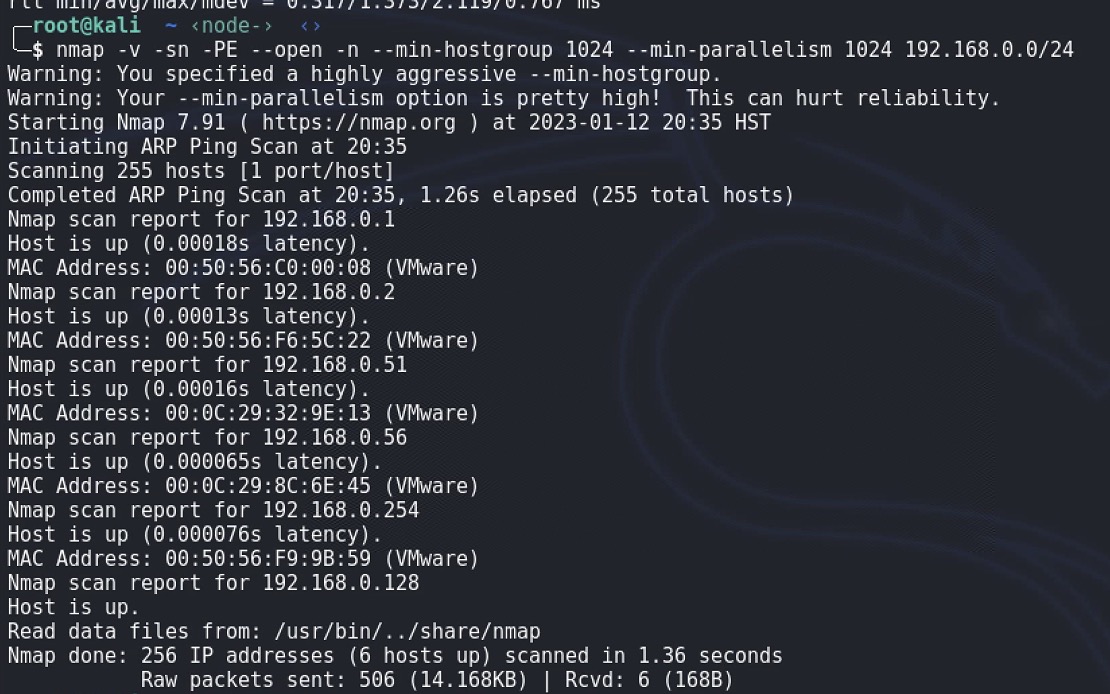 rtt min/avg/max/mdev = 0.317/1.373/2.119/0.767 ms
root@kali ~ ‹node-› ‹›
$ nmap -v -sn -PE --open -n --min-hostgroup 1024 --min-parallelism 1024 192.168.0.0/24
Warning: You specified a highly aggressive --min-hostgroup.
Warning: Your --min-parallelism option is pretty high!  This can hurt reliability.
Starting Nmap 7.91 ( https://nmap.org ) at 2023-01-12 20:35 HST
Initiating ARP Ping Scan at 20:35
Scanning 255 hosts [1 port/host]
Completed ARP Ping Scan at 20:35, 1.26s elapsed (255 total hosts)
Nmap scan report for 192.168.0.1
Host is up (0.00018s latency).
MAC Address: 00:50:56:C0:00:08 (VMware)
Nmap scan report for 192.168.0.2
Host is up (0.00013s latency).
MAC Address: 00:50:56:F6:5C:22 (VMware)
Nmap scan report for 192.168.0.51
Host is up (0.00016s latency).
MAC Address: 00:0C:29:32:9E:13 (VMware)
Nmap scan report for 192.168.0.56
Host is up (0.000065s latency).
MAC Address: 00:0C:29:8C:6E:45 (VMware)
Nmap scan report for 192.168.0.254
Host is up (0.000076s latency).
MAC Address: 00:50:56:F9:9B:59 (VMware)
Nmap scan report for 192.168.0.128
Host is up.
Read data files from: /usr/bin/../share/nmap
Nmap done: 256 IP addresses (6 hosts up) scanned in 1.36 seconds
Raw packets sent: 506 (14.168KB) | Rcvd: 6 (168B)